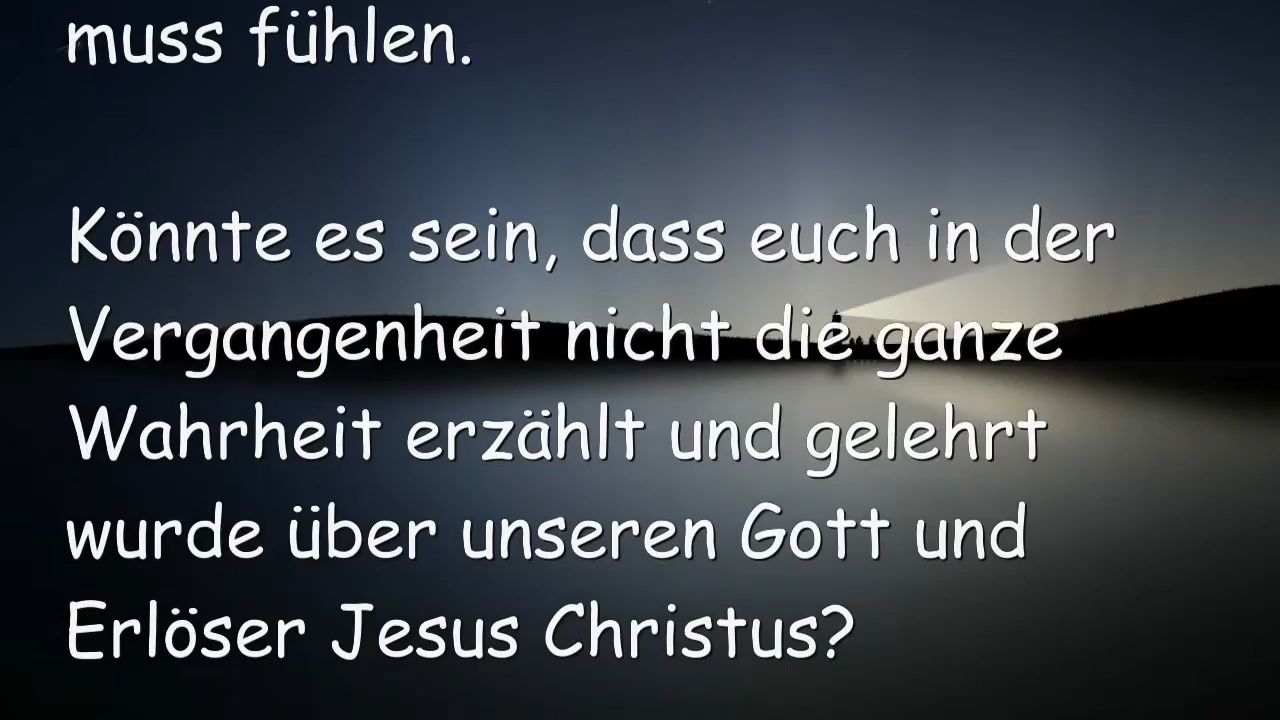 muss fühlen.
Könnte es sein, dass euch in der
Vergangenheit nicht die ganze
Wahrheit erzählt und gelehrt
wurde über unseren Gott und
Erlöser Jesus Christus?